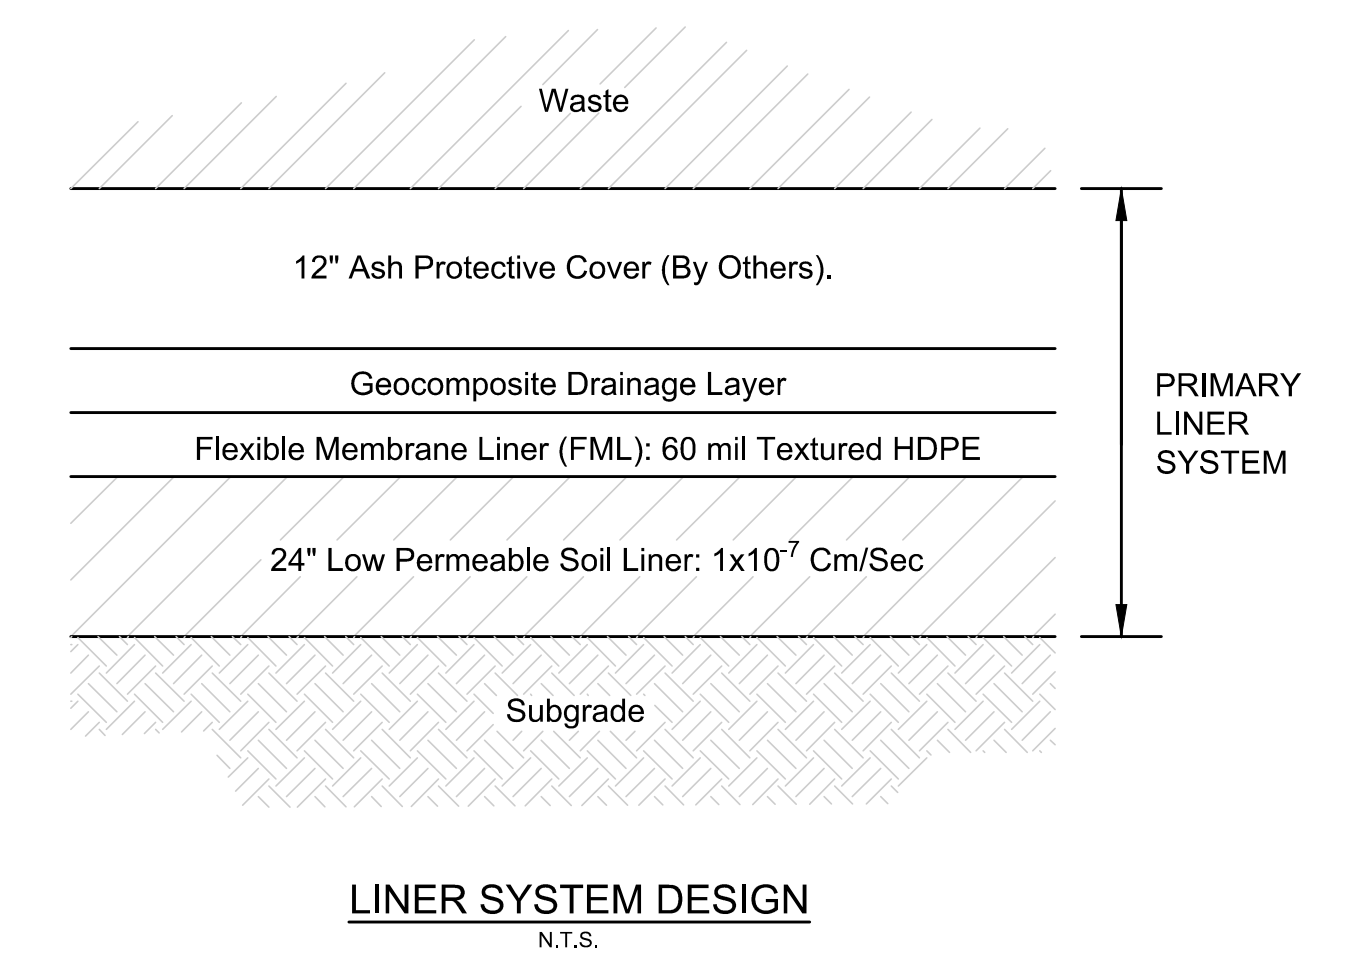 Waste
12" Ash Protective Cover (By Others).
Geocomposite Drainage Layer
Flexible Membrane Liner (FML): 60 mil Textured HDPE
24" Low Permeable Soil Liner: 1x10⁻⁷ Cm/Sec
Subgrade
PRIMARY
LINER
SYSTEM
LINER SYSTEM DESIGN
N.T.S.